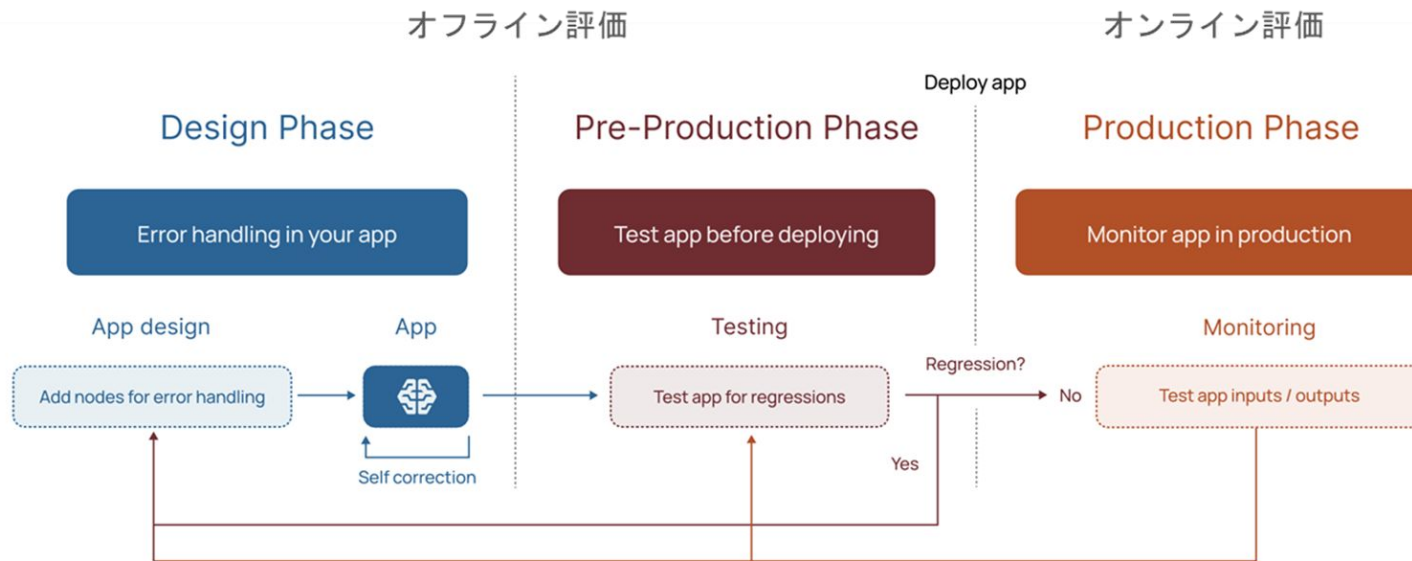 オフライン評価
オンライン評価
Deploy app
Design Phase
Pre-Production Phase
Production Phase
Error handling in your app
Test app before deploying
Monitor app in production
App design
App
Testing
Monitoring
Regression?
Add nodes for error handling
Test app for regressions
No
Test app inputs / outputs
Yes
Self correction